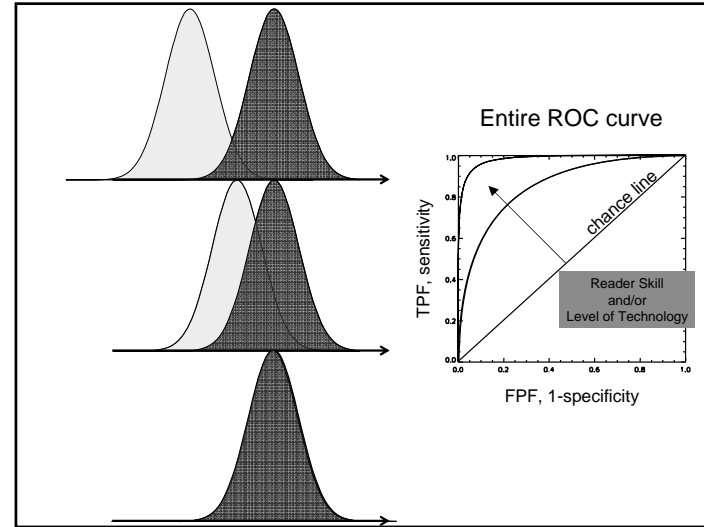 Entire ROC curve
TPF, sensitivity
1.0
0.8
0.6
0.4
0.2
0.0
chance line
Reader Skill
and/or
Level of Technology
0.0 0.2 0.4 0.6 0.8 1.0
FPF, 1-specificity